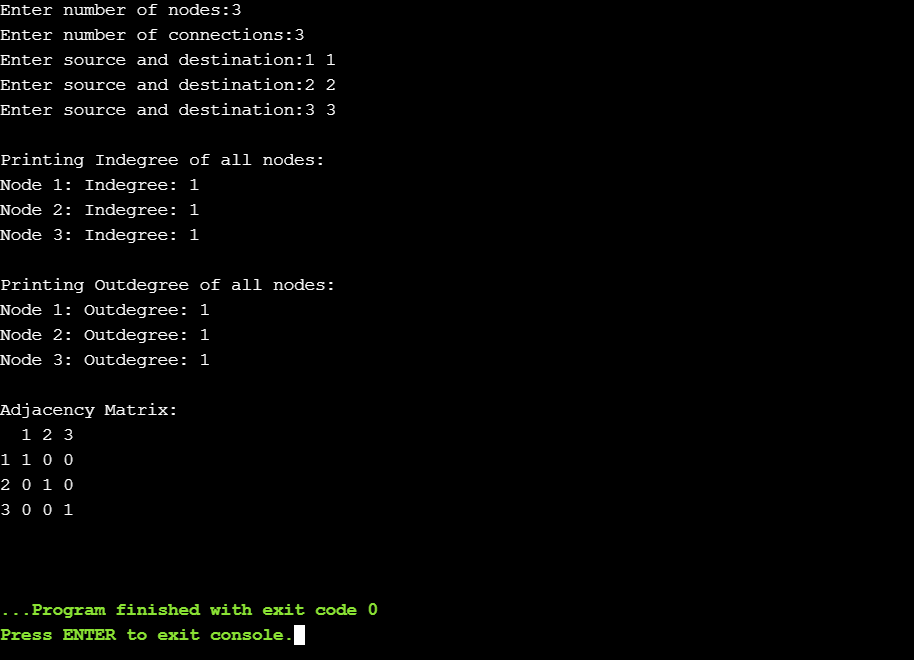 Enter number of nodes:3
Enter number of connections:3
Enter source and destination:1 1
Enter source and destination:2 2
Enter source and destination:3 3
Printing Indegree of all nodes:
Node 1: Indegree: 1
Node 2: Indegree: 1
Node 3: Indegree: 1
Printing Outdegree of all nodes:
Node 1: Outdegree: 1
Node 2: Outdegree: 1
Node 3: Outdegree: 1
Adjacency Matrix:
  1 2 3
1 1 0 0
2 0 1 0
3 0 0 1
...Program finished with exit code 0
Press ENTER to exit console.